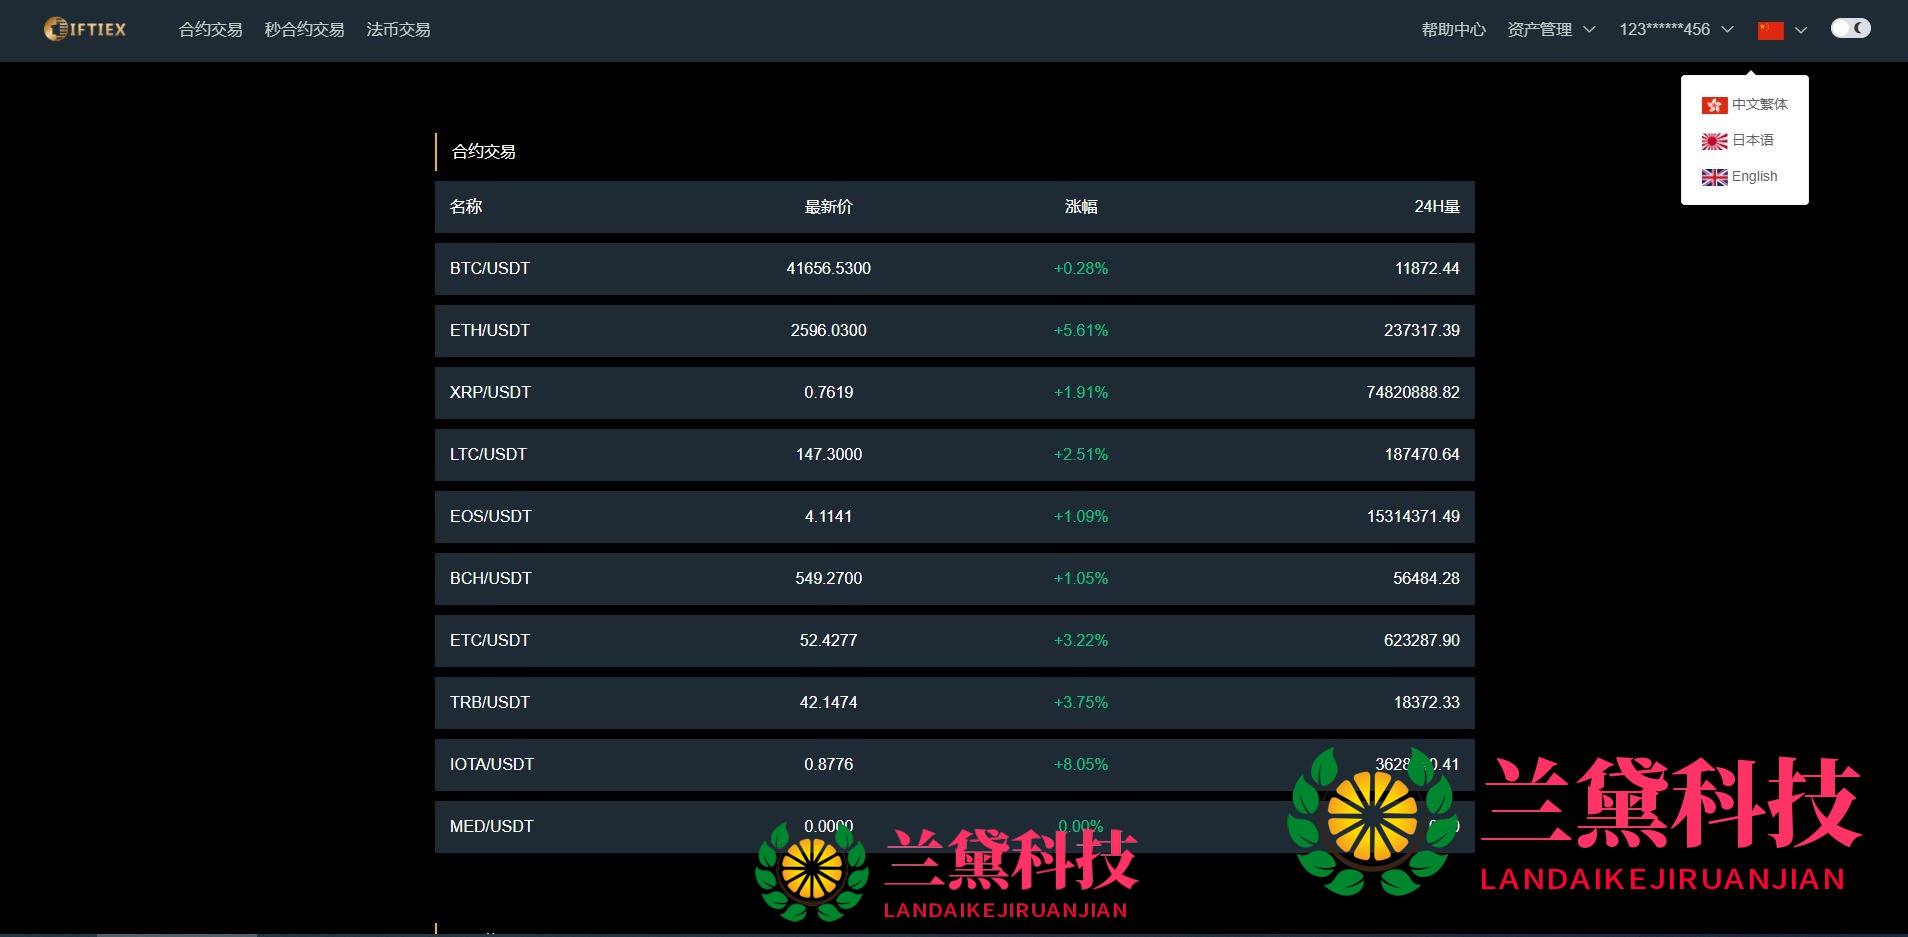 IFTIEX 合约交易 秒合约交易 法币交易 帮助中心 资产管理 123******456
中文繁体
日本语
English
合约交易
名称 最新价 涨幅 24H量
BTC/USDT 41656.5300 +0.28% 11872.44
ETH/USDT 2596.0300 +5.61% 237317.39
XRP/USDT 0.7619 +1.91% 74820888.82
LTC/USDT 147.3000 +2.51% 187470.64
EOS/USDT 4.1141 +1.09% 15314371.49
BCH/USDT 549.2700 +1.05% 56484.28
ETC/USDT 52.4277 +3.22% 623287.90
TRB/USDT 42.1474 +3.75% 18372.33
IOTA/USDT 0.8776 +8.05%
MED/USDT 0.0000 0.00%
兰黛科技
LANDAIKEJIRUANJIAN
兰黛科技
LANDAIKEJIRUANJIAN